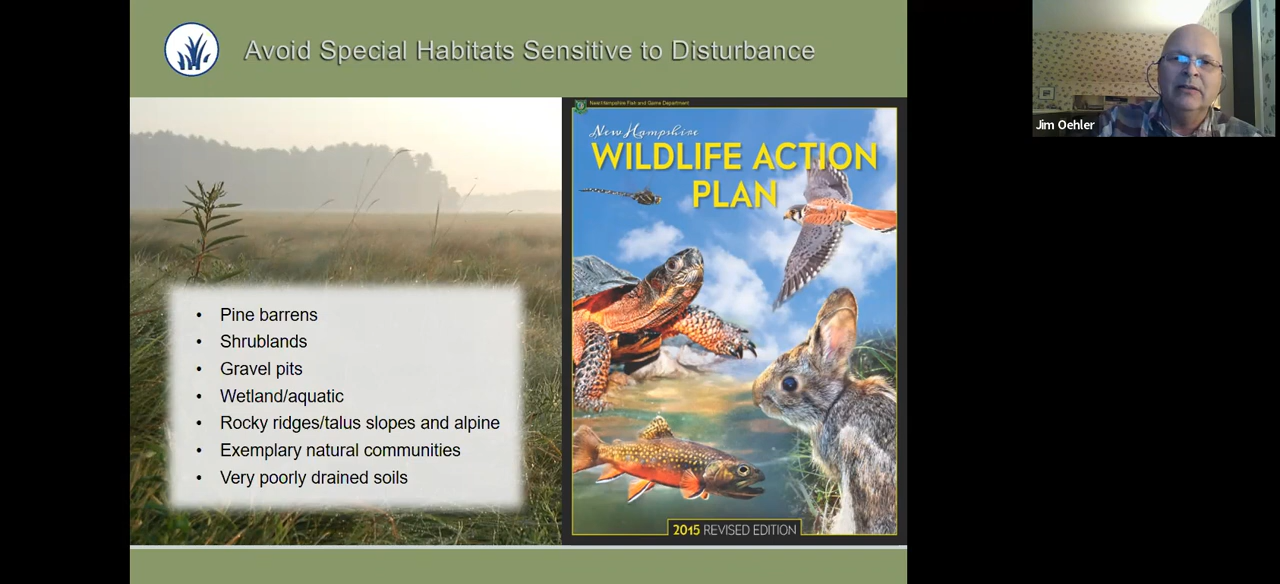 Avoid Special Habitats Sensitive to Disturbance
Jim Oehler
New Hampshire Fish and Game Department
New Hampshire
WILDLIFE ACTION
PLAN
• Pine barrens
• Shrublands
• Gravel pits
• Wetland/aquatic
• Rocky ridges/talus slopes and alpine
• Exemplary natural communities
• Very poorly drained soils
2015 REVISED EDITION